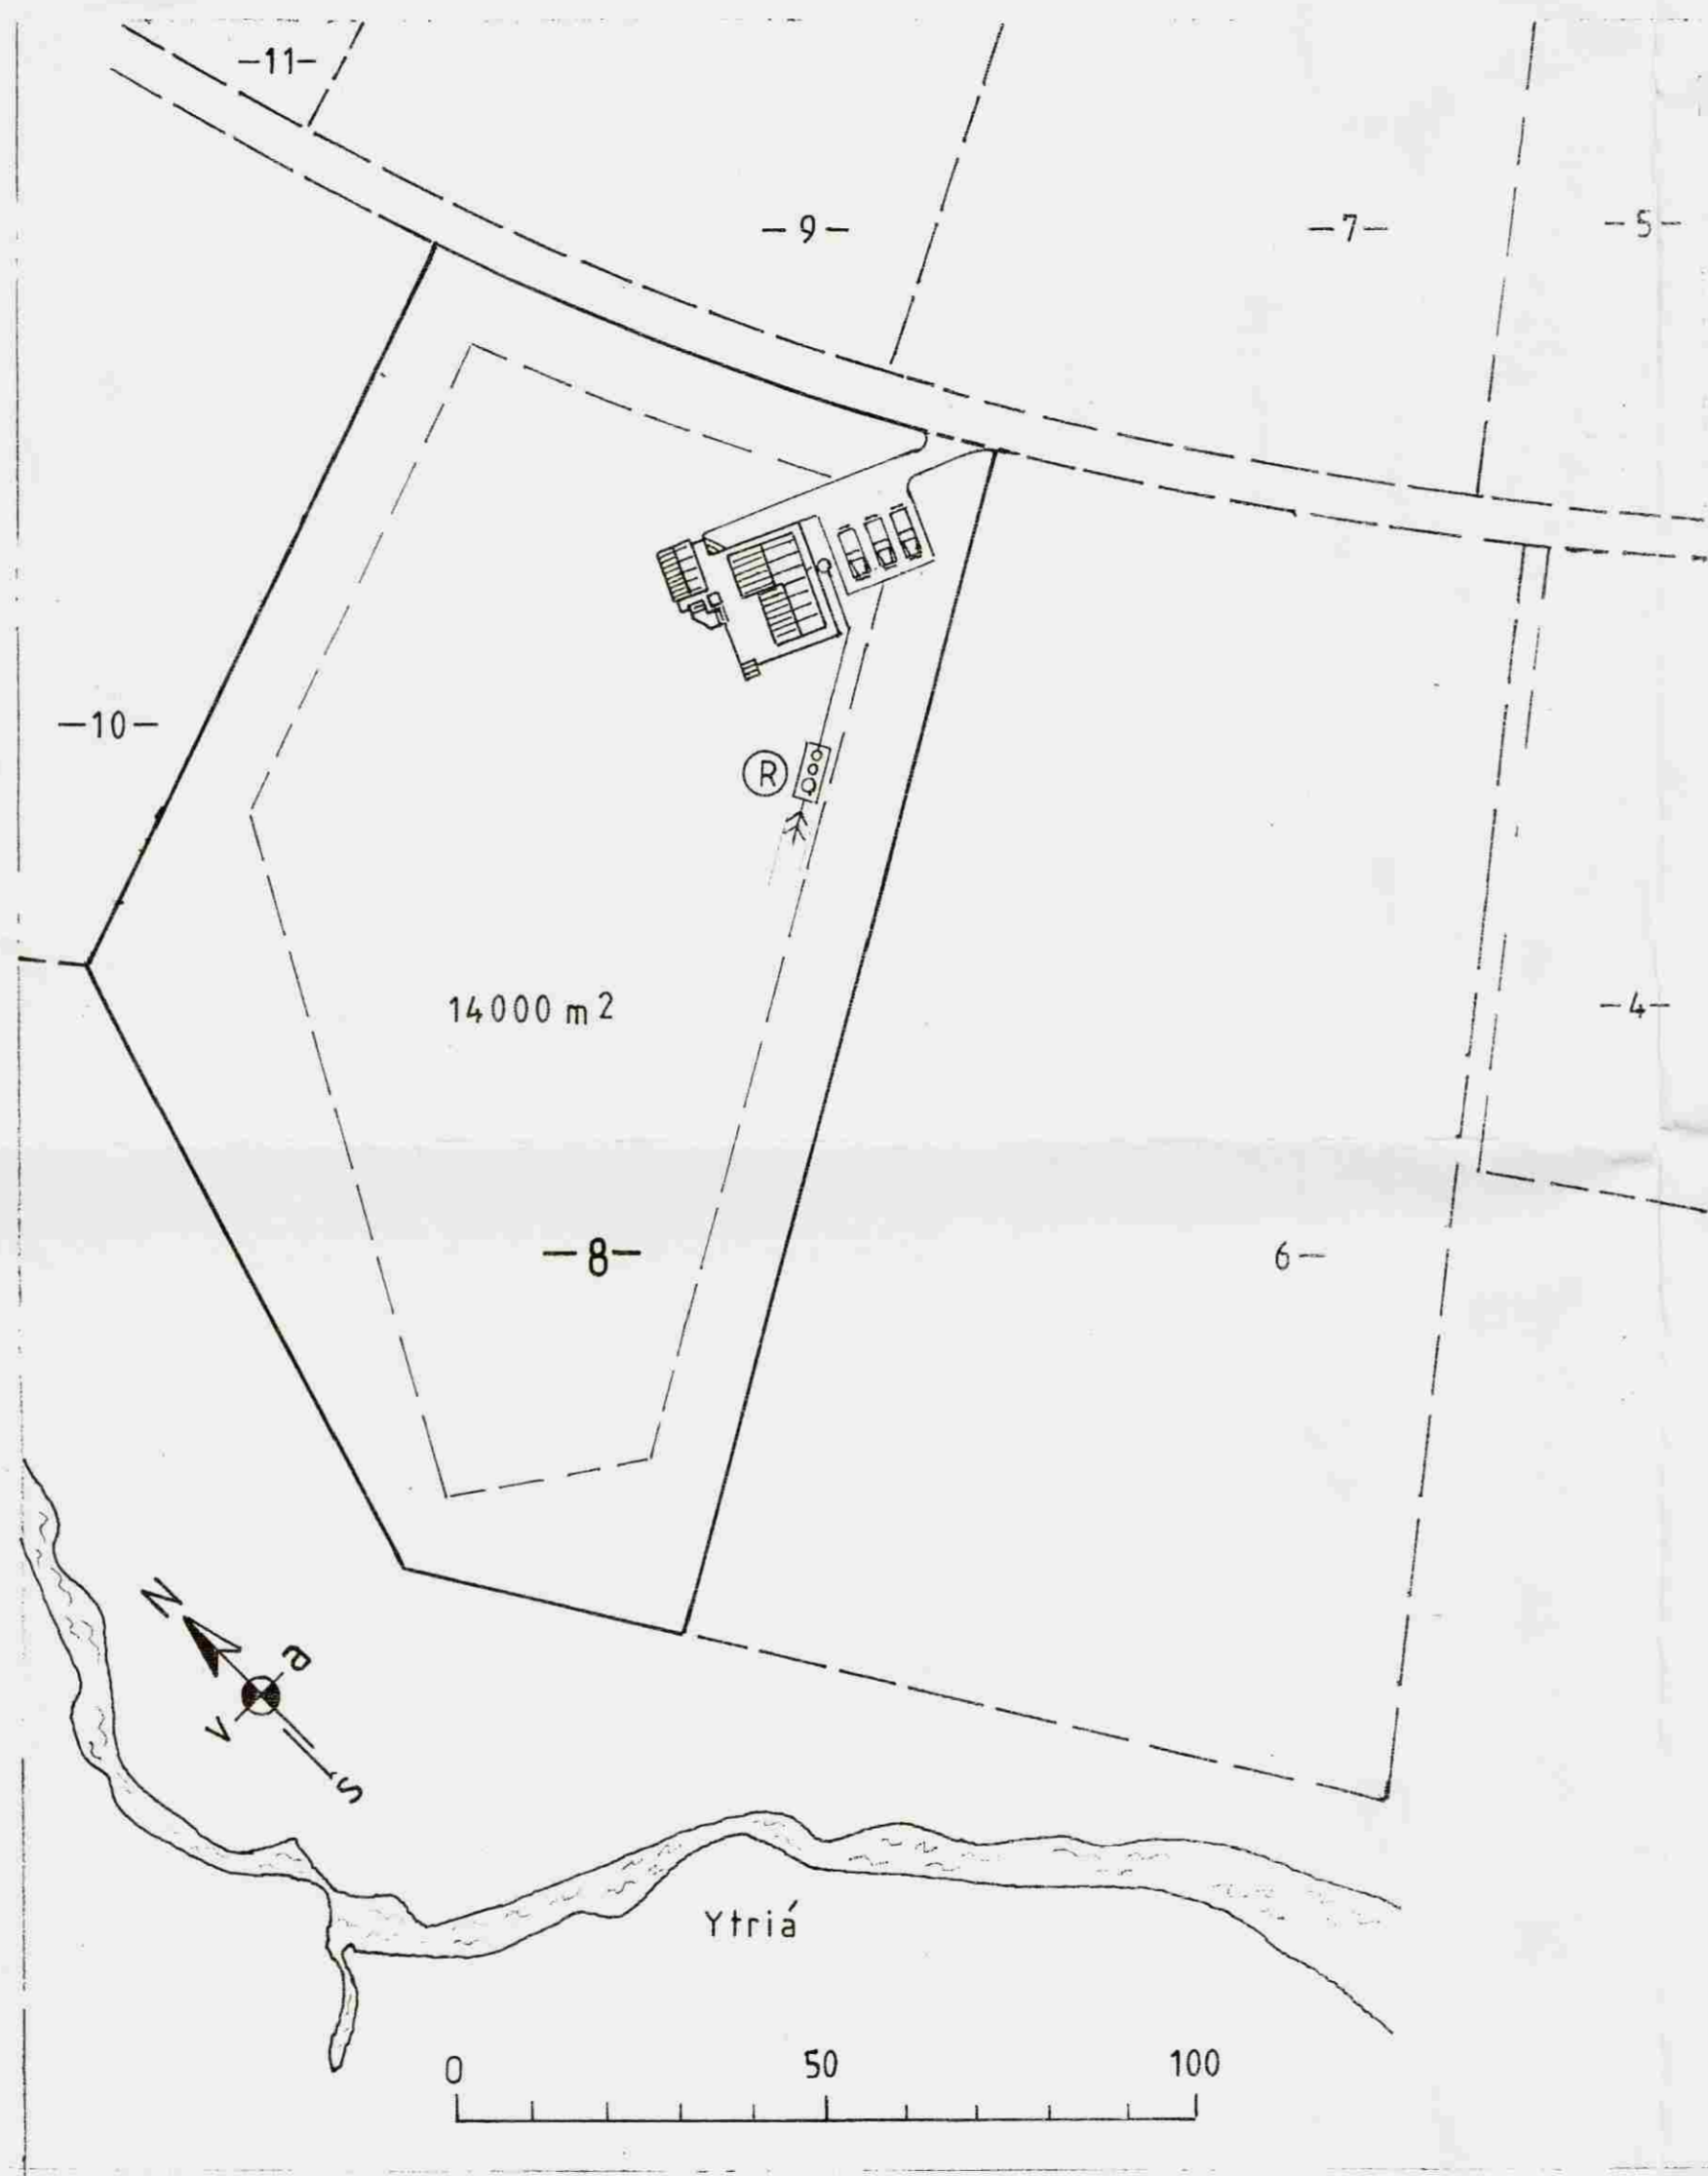 -11-
-9-
-7-
-5-
-10-
R
14000 m2
-4-
-8-
6-
N
a
v
s
Ytriá
0 50 100